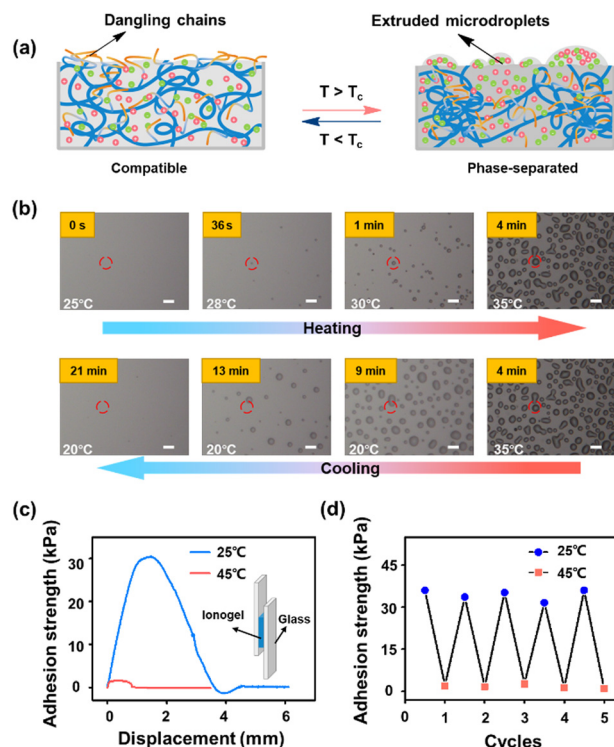 Dangling chains
Extruded microdroplets
(a)
T > Tc
T < Tc
Compatible
Phase-separated
(b)
0 s
36 s
1 min
4 min
25°C
28°C
30°C
35°C
Heating
21 min
13 min
9 min
4 min
20°C
20°C
20°C
35°C
Cooling
(c)
(d)
Adhesion strength (kPa)
30
20
10
0
25℃
45℃
Ionogel
Glass
0
2
4
6
Displacement (mm)
Adhesion strength (kPa)
45
30
15
0
25℃
45℃
0
1
2
3
4
5
Cycles